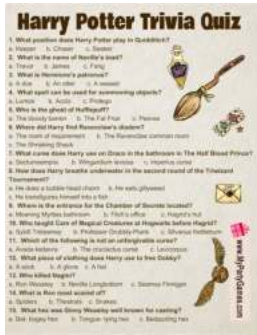 Harry Potter Trivia Quiz
1. What position does Harry Potter play in Quidditch?
a. Keeper b. Chaser c. Seeker
2. What is the name of Neville's toad?
a. Trevor b. James c. Fang
3. What is Hermione's patronus?
a. A doe b. An otter c. A weasel
4. What spell can be used for summoning objects?
a. Lumos b. Accio c. Protego
5. Who is the ghost of Hufflepuff?
a. The bloody baron b. The Fat Friar c. Peeves
6. Where did Harry find Ravenclaw's diadem?
a. The room of requirement b. The Ravenclaw common room
c. The Shrieking Shack
7. What curse does Harry use on Draco in the bathroom in The Half Blood Prince?
a. Sectumsempra b. Wingardium leviosa c. Imperius curse
8. How does Harry breathe underwater in the second round of the Triwizard
Tournament?
a. He does a bubble head charm b. He eats gillyweed
c. He transfigures himself into a fish
9. Where is the entrance to the Chamber of Secrets located?
a. Moaning Myrtles bathroom b. Filch's office c. Hagrid's hut
10. Who taught Care of Magical Creatures at Hogwarts before Hagrid?
a. Sybill Trelawney b. Professor Grubbly-Plank c. Silvanus Kettleburn
11. Which of the following is not an unforgivable curse?
a. Avada kedavra b. The cruciatus curse c. Levicorpus
12. What piece of clothing does Harry use to free Dobby?
a. A sock b. A glove c. A hat
13. Who killed Nagini?
a. Ron Weasley b. Neville Longbottom c. Seamus Finnigan
14. What is Ron most scared of?
a. Spiders b. Thestrals c. Snakes
15. What hex was Ginny Weasley well known for casting?
a. Bat-bogey hex b. Tongue-tying hex c.
www.MyPartyGames.com